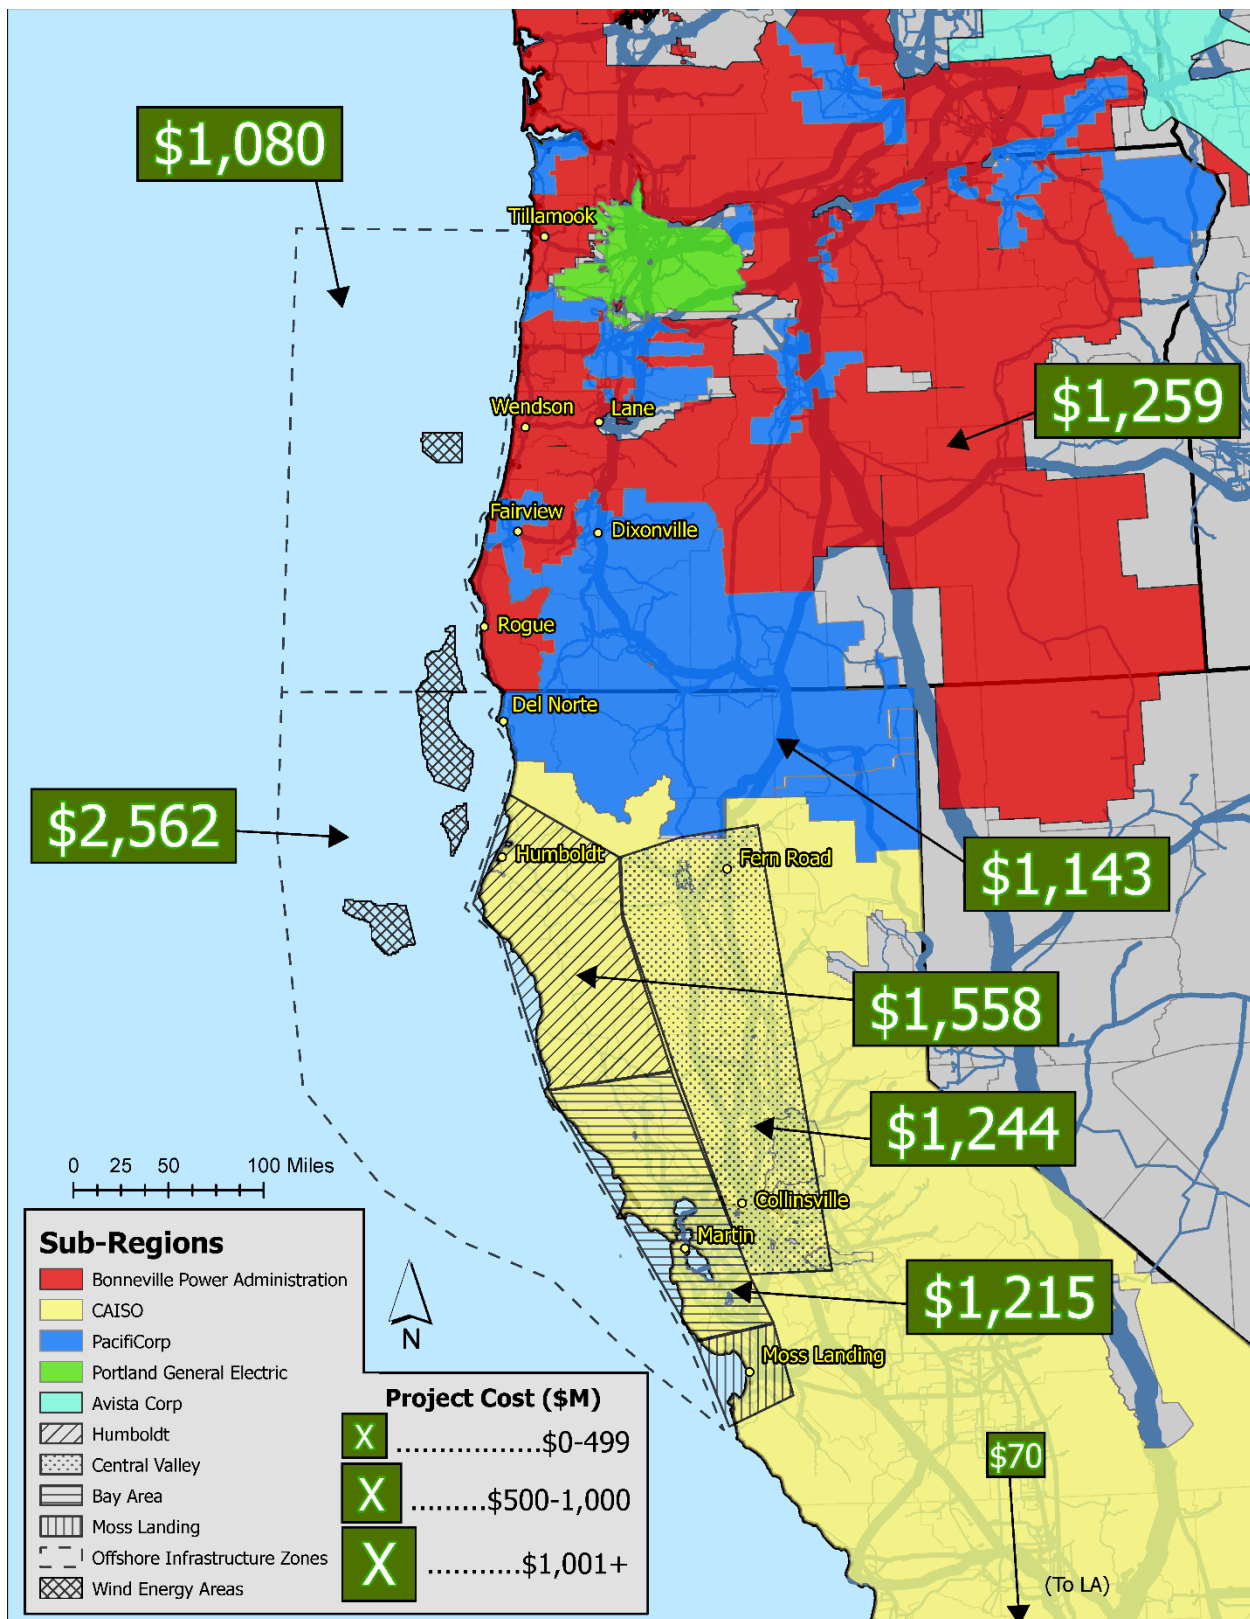 $1,080
Tillamook
$1,259
Wendson
Lane
Fairview
Dixonville
Rogue
Del Norte
$2,562
Humboldt
Fern Road
$1,143
$1,558
$1,244
0 25 50 100 Miles
Collinsville
Martin
$1,215
Moss Landing
$70
(To LA)
Sub-Regions
Bonneville Power Administration
CAISO
PacifiCorp
Portland General Electric
Avista Corp
Humboldt
Central Valley
Bay Area
Moss Landing
Offshore Infrastructure Zones
Wind Energy Areas
N
Project Cost ($M)
X ..................$0-499
X .........$500-1,000
X ...........$1,001+